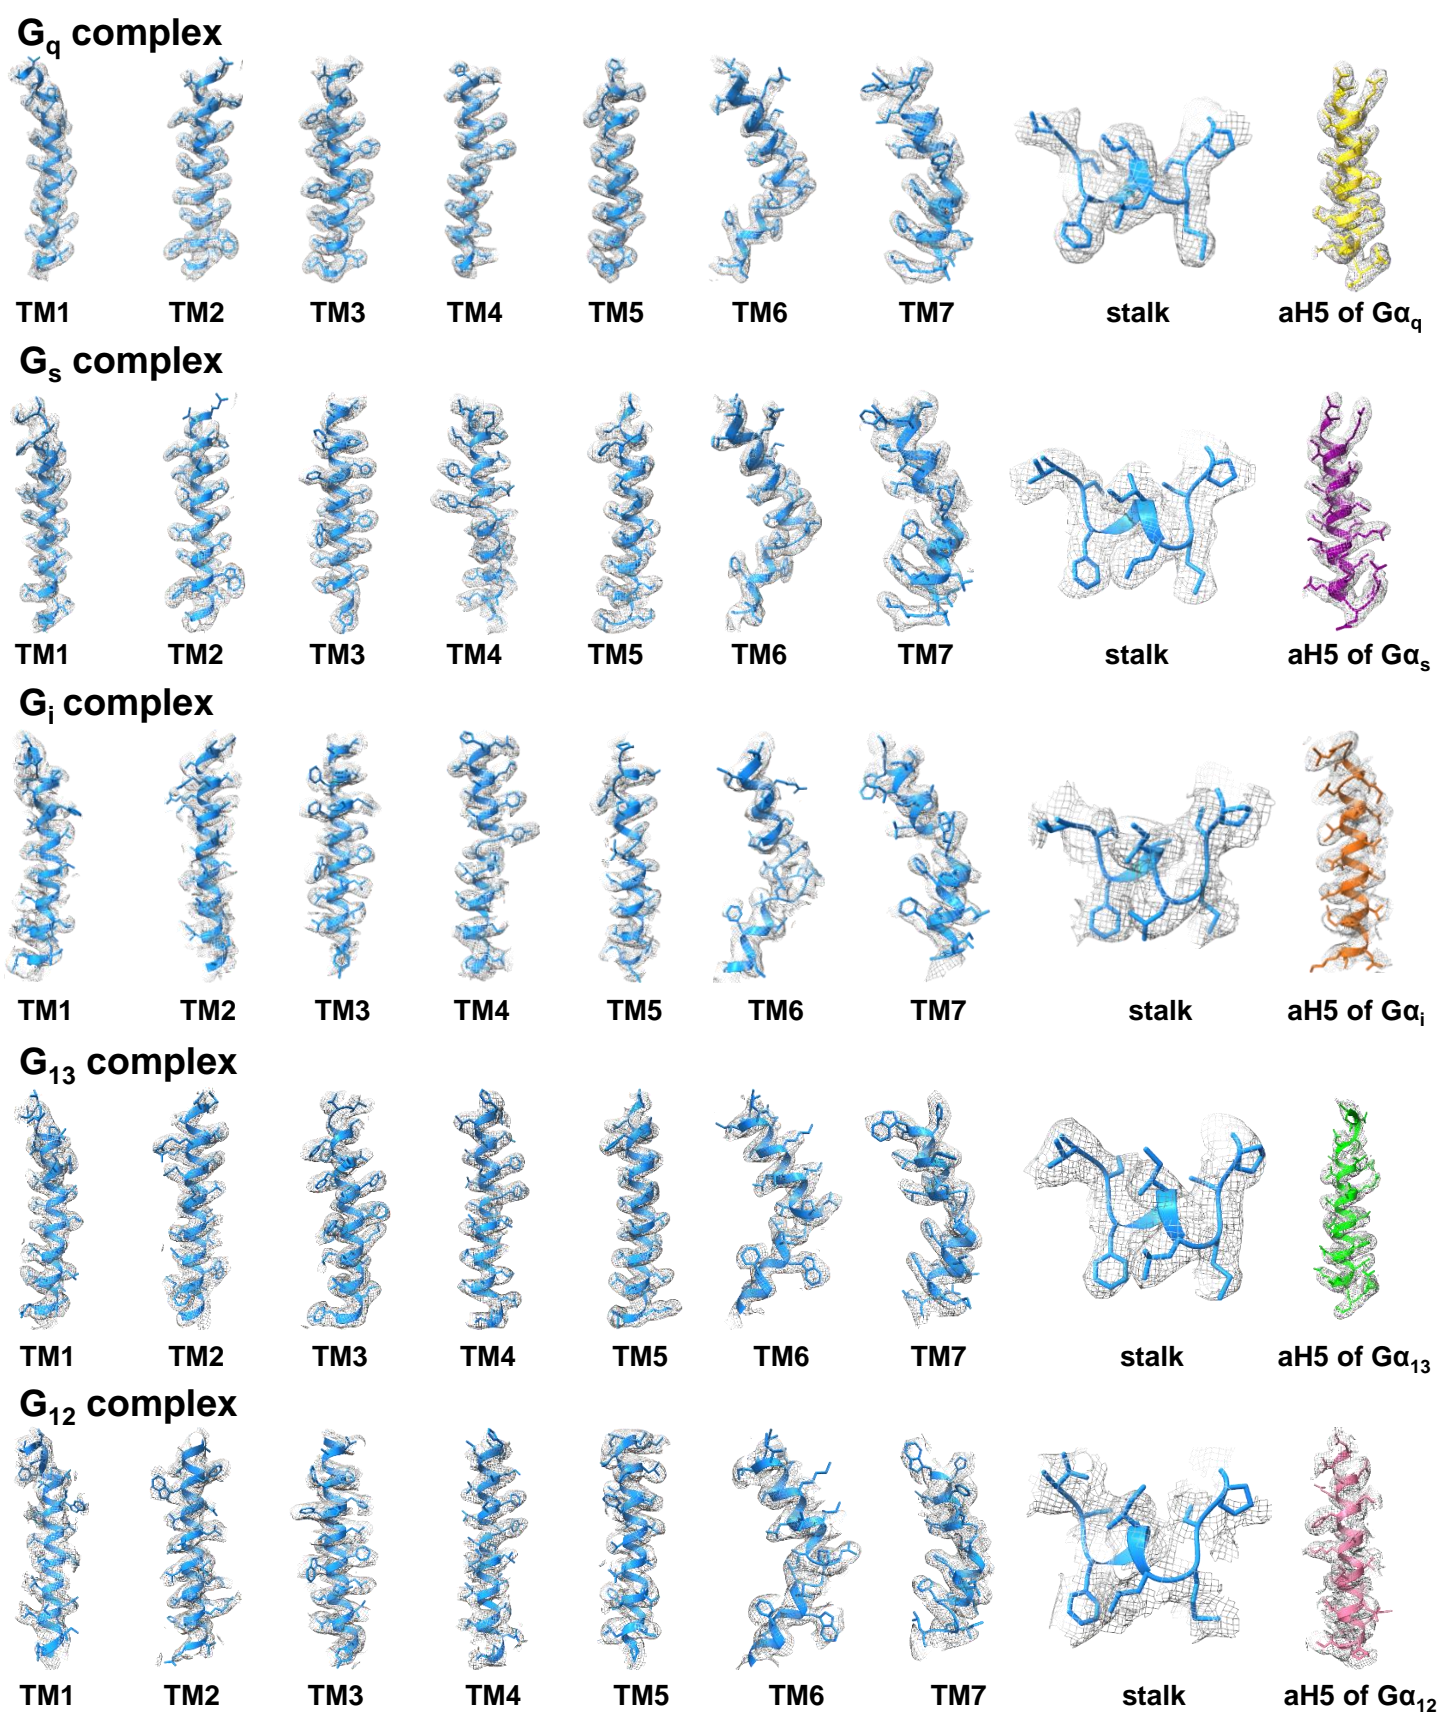 Gq complex
TM1 TM2 TM3 TM4 TM5 TM6 TM7 stalk aH5 of Gαq
Gs complex
TM1 TM2 TM3 TM4 TM5 TM6 TM7 stalk aH5 of Gαs
Gi complex
TM1 TM2 TM3 TM4 TM5 TM6 TM7 stalk aH5 of Gαi
G13 complex
TM1 TM2 TM3 TM4 TM5 TM6 TM7 stalk aH5 of Gα13
G12 complex
TM1 TM2 TM3 TM4 TM5 TM6 TM7 stalk aH5 of Gα12